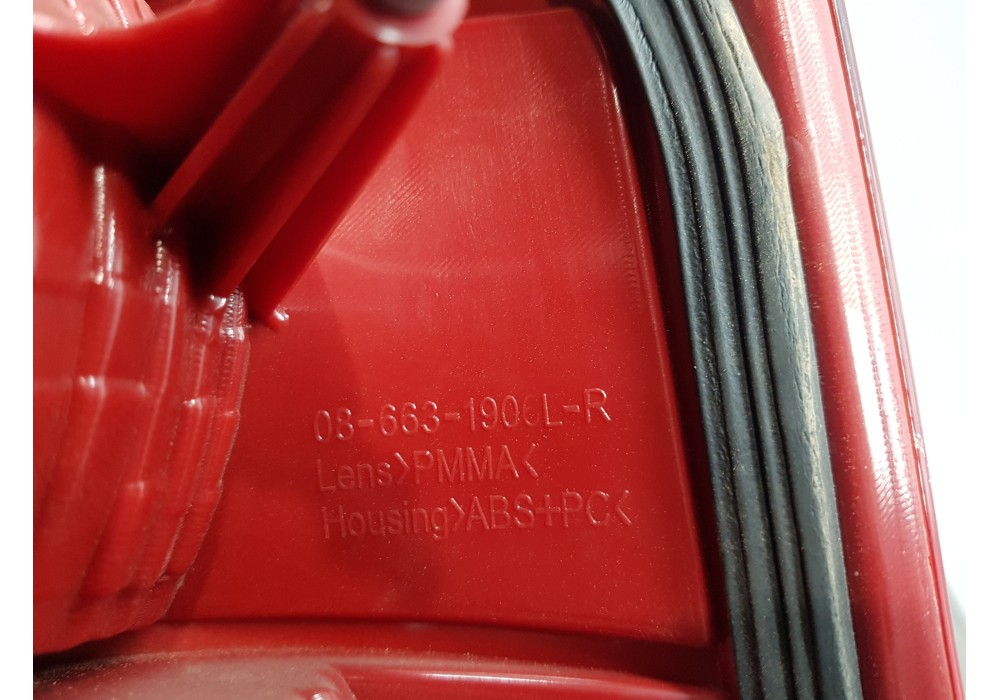 08-663-1906L-R
Lens>PMMA<
Housing>ABS+PC<